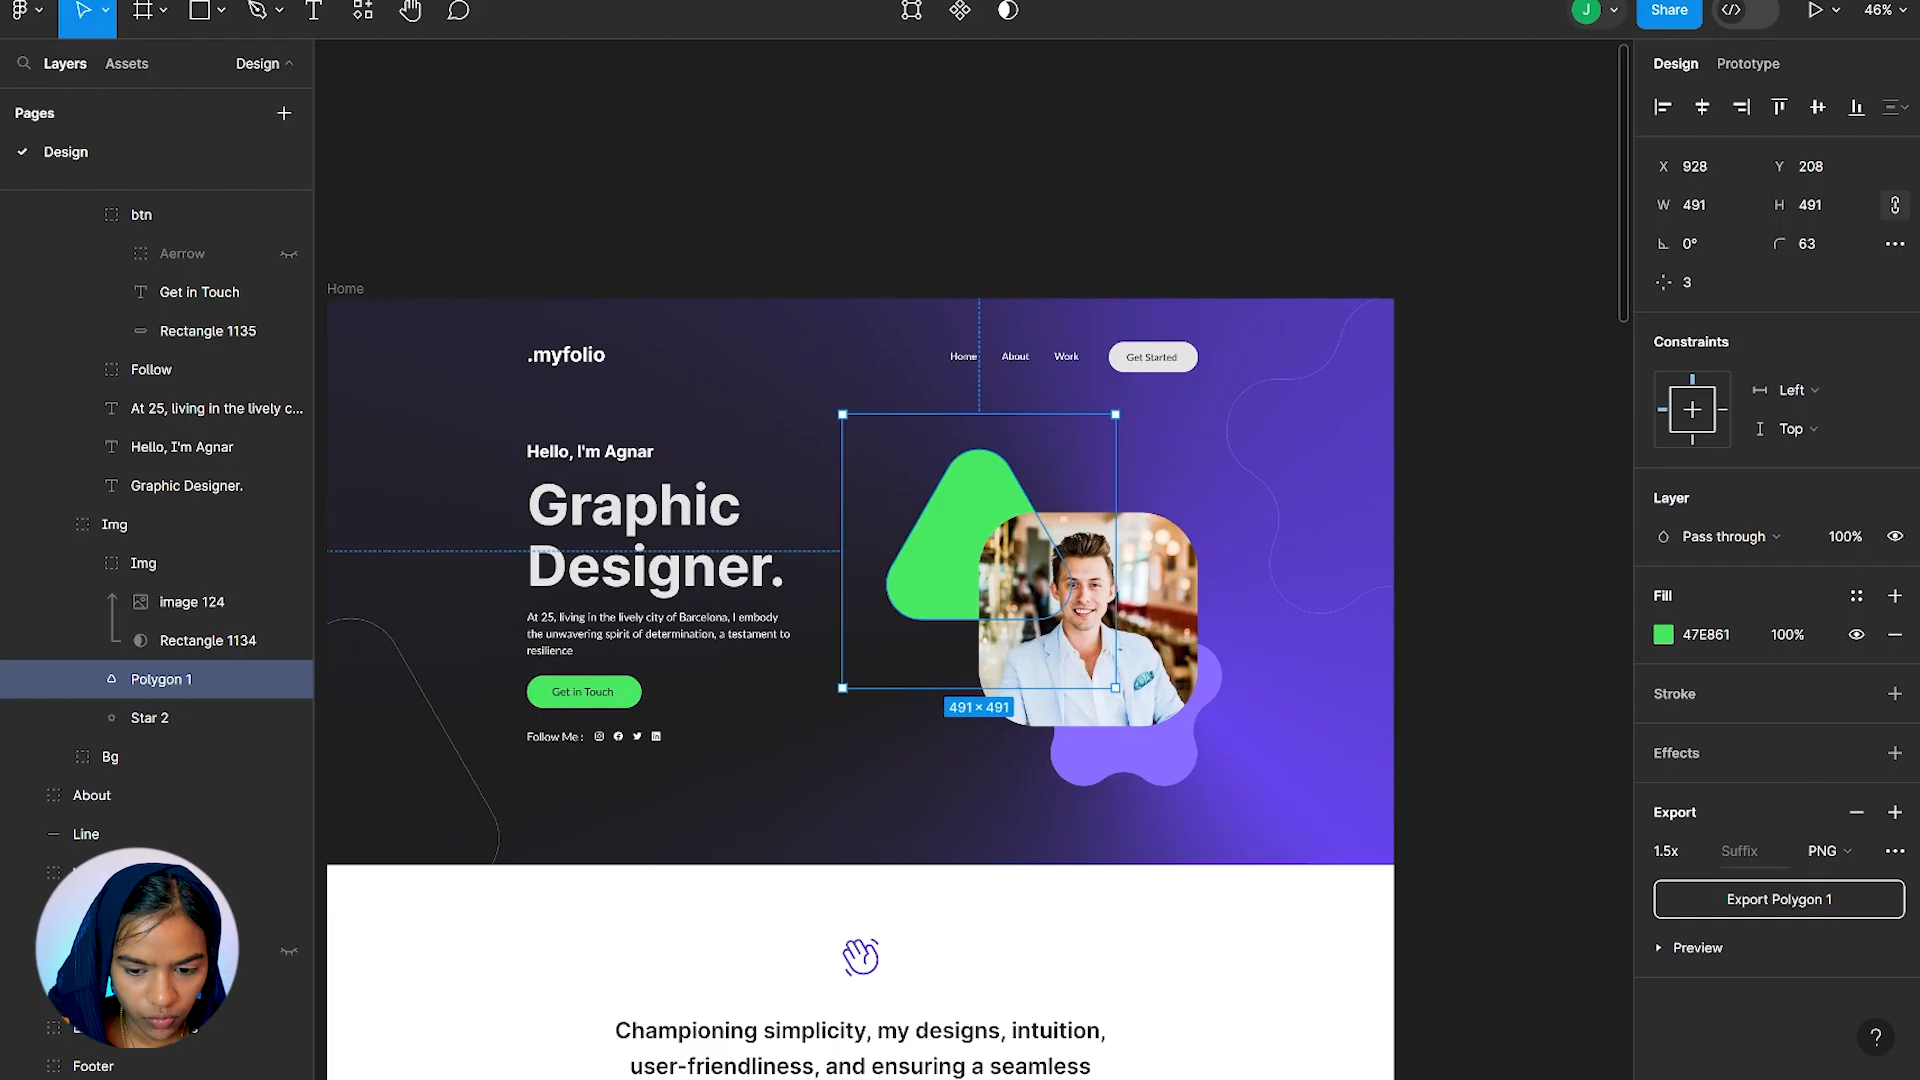 J
Share
46%
Layers
Assets
Design
Pages
Design
btn
Aerrow
Get in Touch
Rectangle 1135
Follow
At 25, living in the lively c...
Hello, I'm Agnar
Graphic Designer.
Img
Img
image 124
Rectangle 1134
Polygon 1
Star 2
Bg
About
Line
Footer
Home
.myfolio
Home
About
Work
Get Started
Hello, I'm Agnar
Graphic
Designer.
At 25, living in the lively city of Barcelona, I embody
the unwavering spirit of determination, a testament to
resilience
Get in Touch
Follow Me :
491 × 491
Championing simplicity, my designs, intuition,
user-friendliness, and ensuring a seamless
Design
Prototype
X 928
Y 208
W 491
H 491
0°
63
3
Constraints
Left
Top
Layer
Pass through
100%
Fill
47E861
100%
Stroke
Effects
Export
1.5x
Suffix
PNG
Export Polygon 1
Preview
?